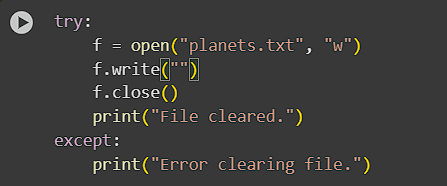 try:
    f = open("planets.txt", "w")
    f.write("")
    f.close()
    print("File cleared.")
except:
    print("Error clearing file.")